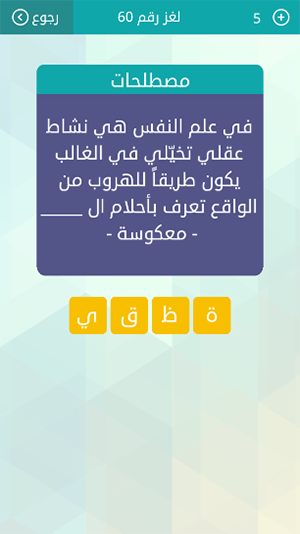 رجوع
لغز رقم 60
5
مصطلحات
في علم النفس هي نشاط
عقلي تخيّلي في الغالب
يكون طريقاً للهروب من
الواقع تعرف بأحلام ال _____
- معكوسة -
ة ظ ق ي